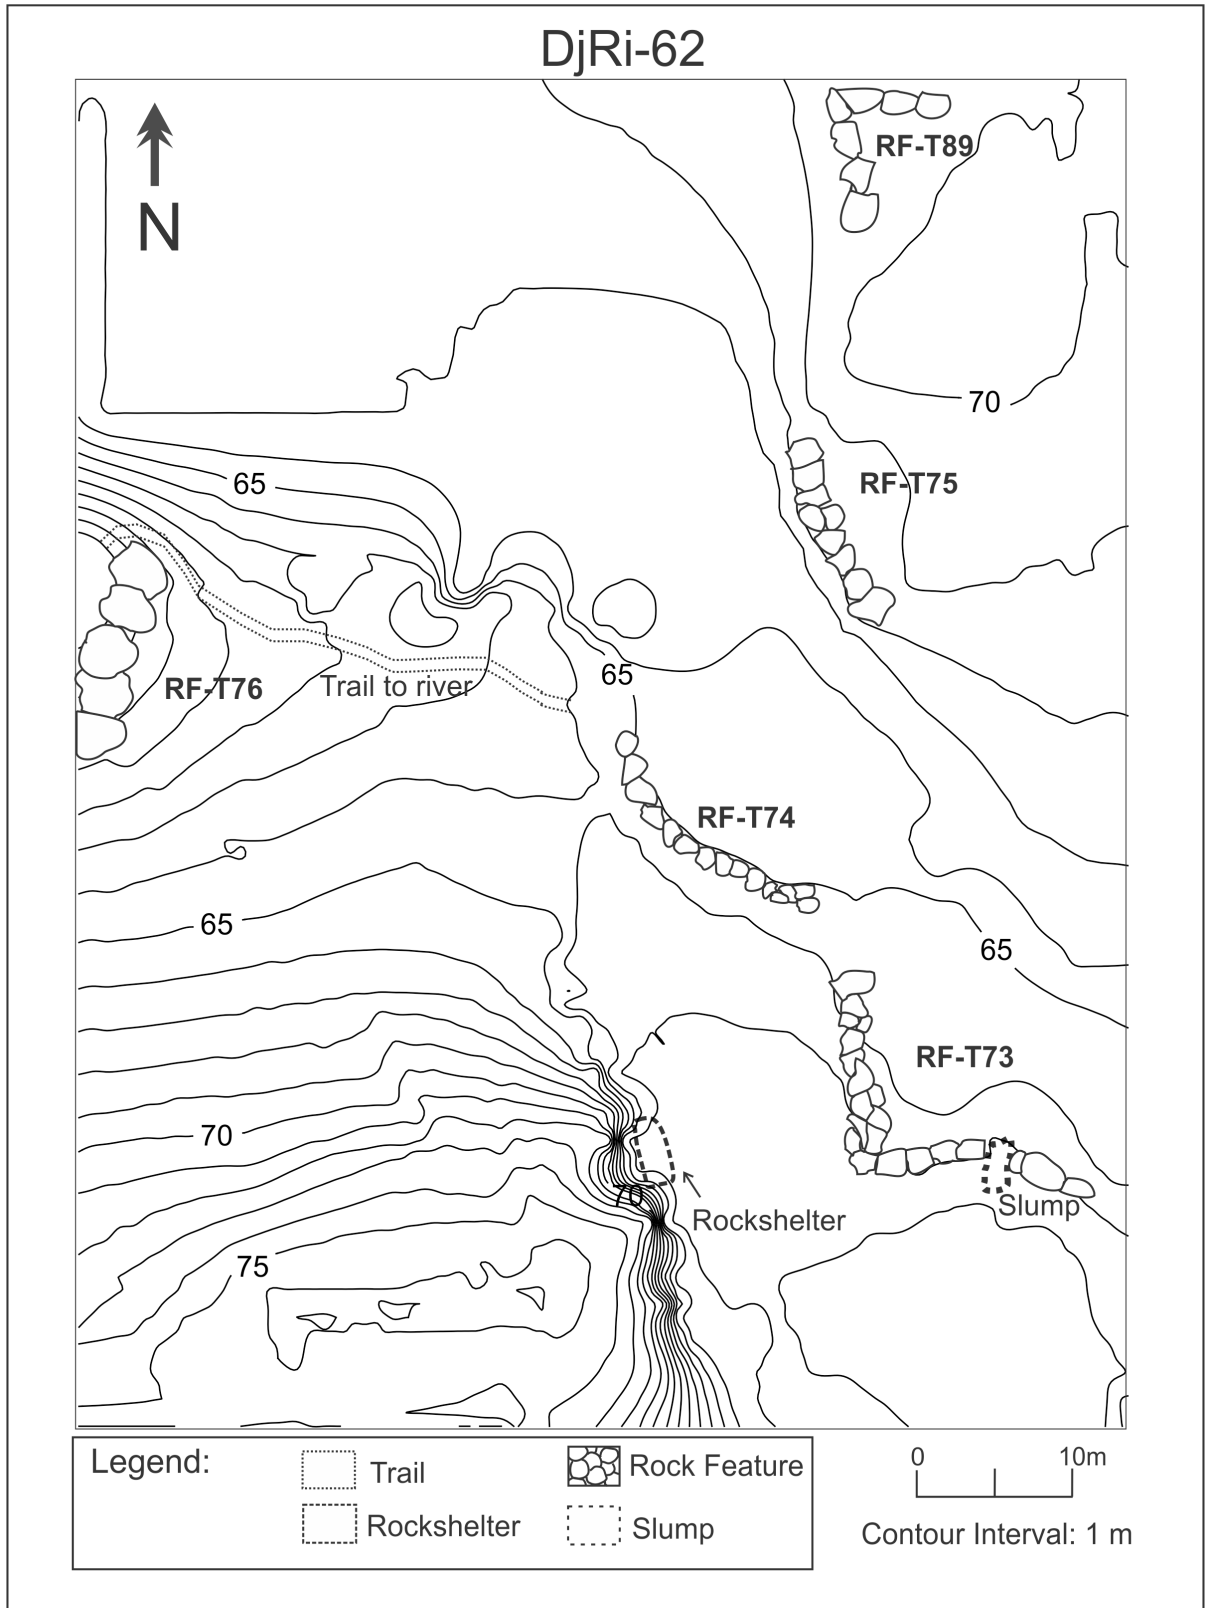 DjRi-62
N
RF-T89
70
65
RF-T75
65
RF-T76
Trail to river
RF-T74
65
65
RF-T73
70
70
Rockshelter
Slump
75
Legend:
Trail
Rock Feature
Rockshelter
Slump
0 10m
Contour Interval: 1 m